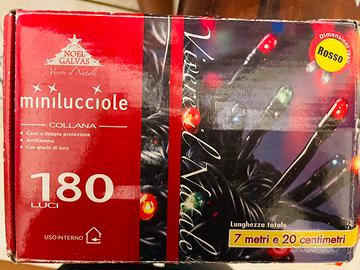 NOEL
GALVAS
Vivere il Natale
minilucciole
COLLANA
• Cavo a doppia protezione
• Antifiamma
• Con giochi di luce
180
LUCI
USO INTERNO
Vivere il Natale
Rosso
Lunghezza totale
7 metri e 20 centimetri